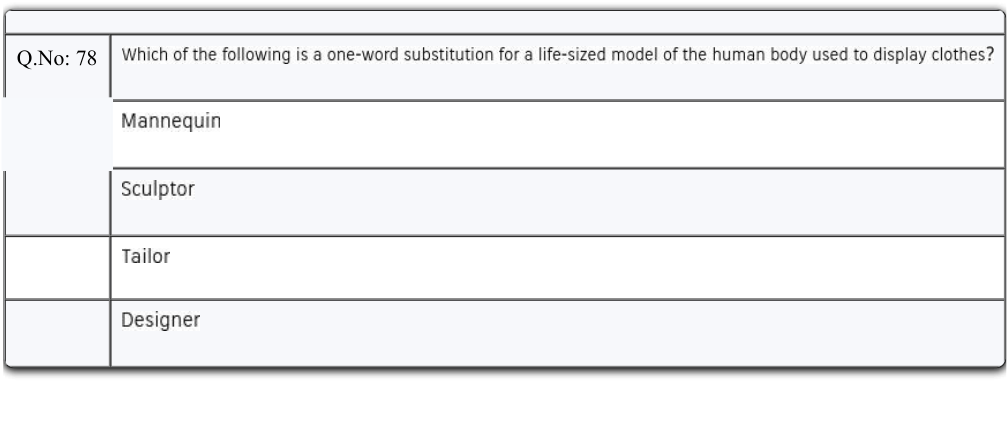 Q.No: 78
Which of the following is a one-word substitution for a life-sized model of the human body used to display clothes?
Mannequin
Sculptor
Tailor
Designer